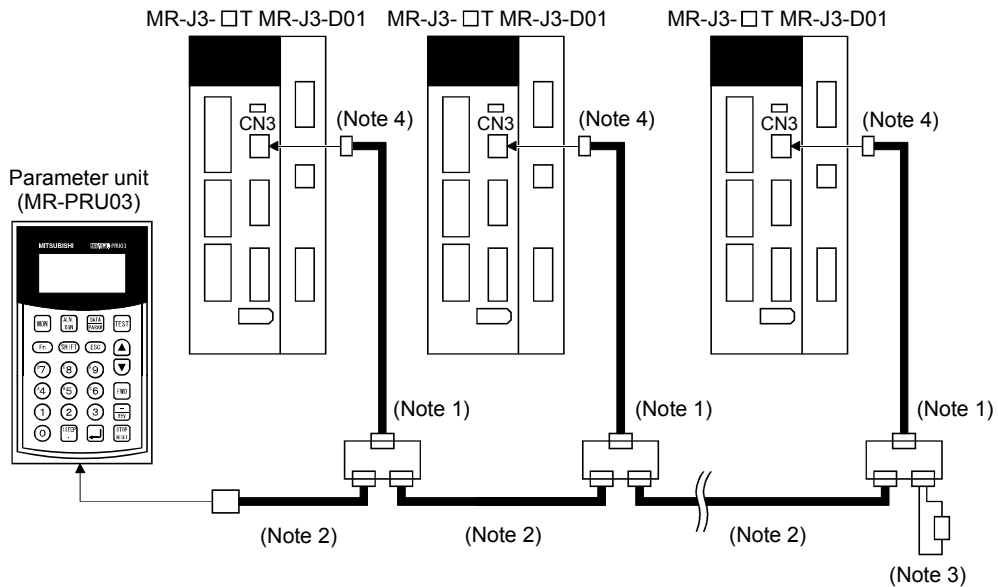 MR-J3- □T MR-J3-D01 MR-J3- □T MR-J3-D01 MR-J3- □T MR-J3-D01
CN3 (Note 4) CN3 (Note 4) CN3 (Note 4)
Parameter unit
(MR-PRU03)
MITSUBISHI PRU03
MON ALM DGN DATA PARAM TEST
Fn SHIFT ESC ▲
7 8 9 ▼
4 5 6 FWD
1 2 3 REV
0 STEP STOP RESET
(Note 1) (Note 1) (Note 1)
(Note 2) (Note 2) (Note 2)
(Note 3)